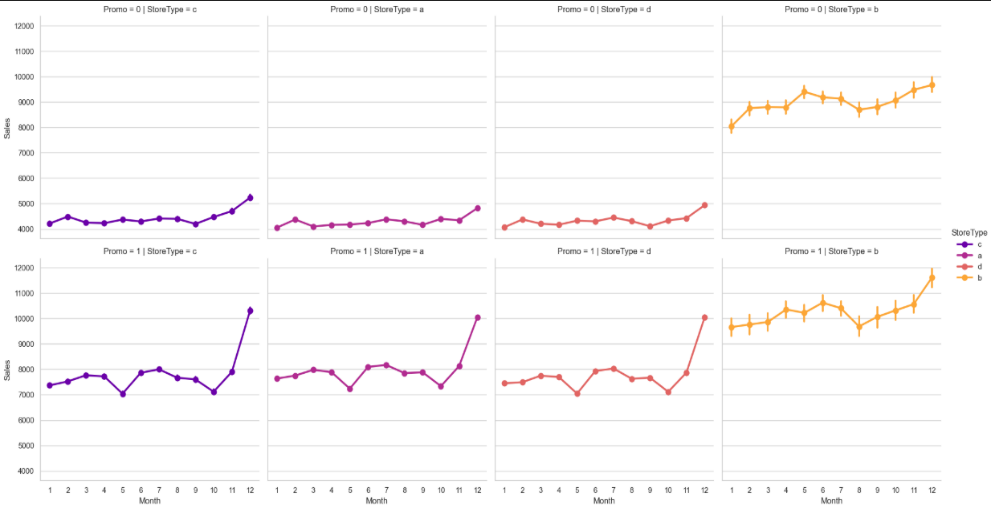 Promo = 0 | StoreType = c
Promo = 0 | StoreType = a
Promo = 0 | StoreType = d
Promo = 0 | StoreType = b
12000
11000
10000
9000
8000
7000
6000
5000
4000
Sales
Promo = 1 | StoreType = c
Promo = 1 | StoreType = a
Promo = 1 | StoreType = d
Promo = 1 | StoreType = b
12000
11000
10000
9000
8000
7000
6000
5000
4000
Sales
1 2 3 4 5 6 7 8 9 10 11 12
Month
1 2 3 4 5 6 7 8 9 10 11 12
Month
1 2 3 4 5 6 7 8 9 10 11 12
Month
1 2 3 4 5 6 7 8 9 10 11 12
Month
StoreType
c
a
d
b